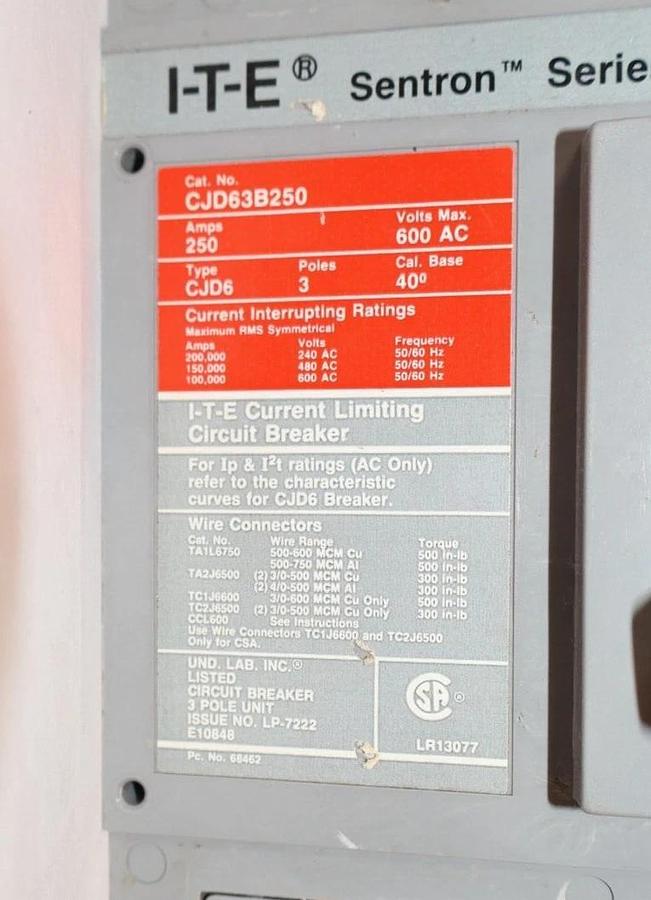 I-T-E® Sentron™ Serie
Cat. No.
CJD63B250
Amps Volts Max.
250 600 AC
Type Poles Cal. Base
CJD6 3 40⁰
Current Interrupting Ratings
Maximum RMS Symmetrical
Amps Volts Frequency
200,000 240 AC 50/60 Hz
150,000 480 AC 50/60 Hz
100,000 600 AC 50/60 Hz
I-T-E Current Limiting
Circuit Breaker
For Ip & I²t ratings (AC Only)
refer to the characteristic
curves for CJD6 Breaker.
Wire Connectors
Cat. No. Wire Range Torque
TA1L6750 500-600 MCM Cu 500 in-lb
500-750 MCM Al 500 in-lb
TA2J6500 (2) 3/0-500 MCM Cu 300 in-lb
(2) 4/0-500 MCM Al 300 in-lb
TC1J6600 3/0-600 MCM Cu Only 500 in-lb
TC2J6500 (2) 3/0-500 MCM Cu Only 300 in-lb
CCL600 See Instructions
Use Wire Connectors TC1J6600 and TC2J6500
Only for CSA.
UND. LAB. INC.®
LISTED
CIRCUIT BREAKER
3 POLE UNIT
ISSUE NO. LP-7222
E10848
SA ®
LR13077
Pc. No. 68462